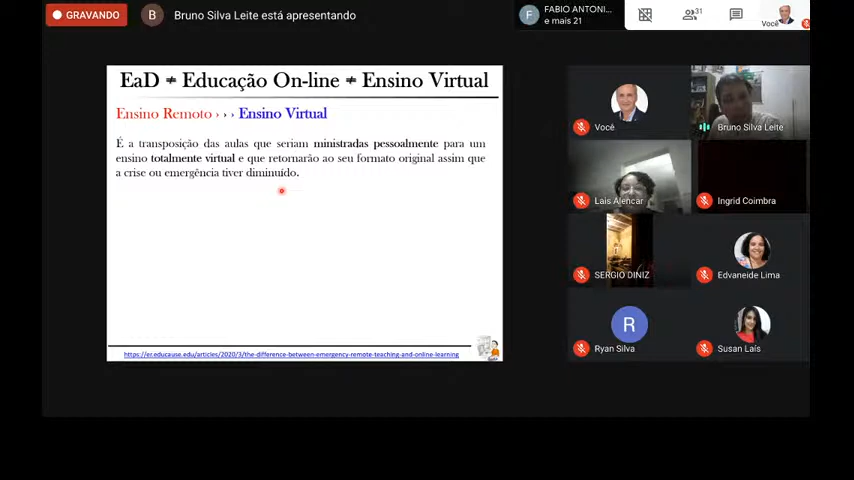 GRAVANDO
B
Bruno Silva Leite está apresentando
F
FABIO ANTONI...
e mais 21
31
Você
EaD ≠ Educação On-line ≠ Ensino Virtual
Ensino Remoto › › › Ensino Virtual
É a transposição das aulas que seriam ministradas pessoalmente para um
ensino totalmente virtual e que retornarão ao seu formato original assim que
a crise ou emergência tiver diminuído.
https://er.educause.edu/articles/2020/3/the-difference-between-emergency-remote-teaching-and-online-learning
Você
Bruno Silva Leite
Lais Alencar
Ingrid Coimbra
SERGIO DINIZ
Edvaneide Lima
R
Ryan Silva
Susan Laís